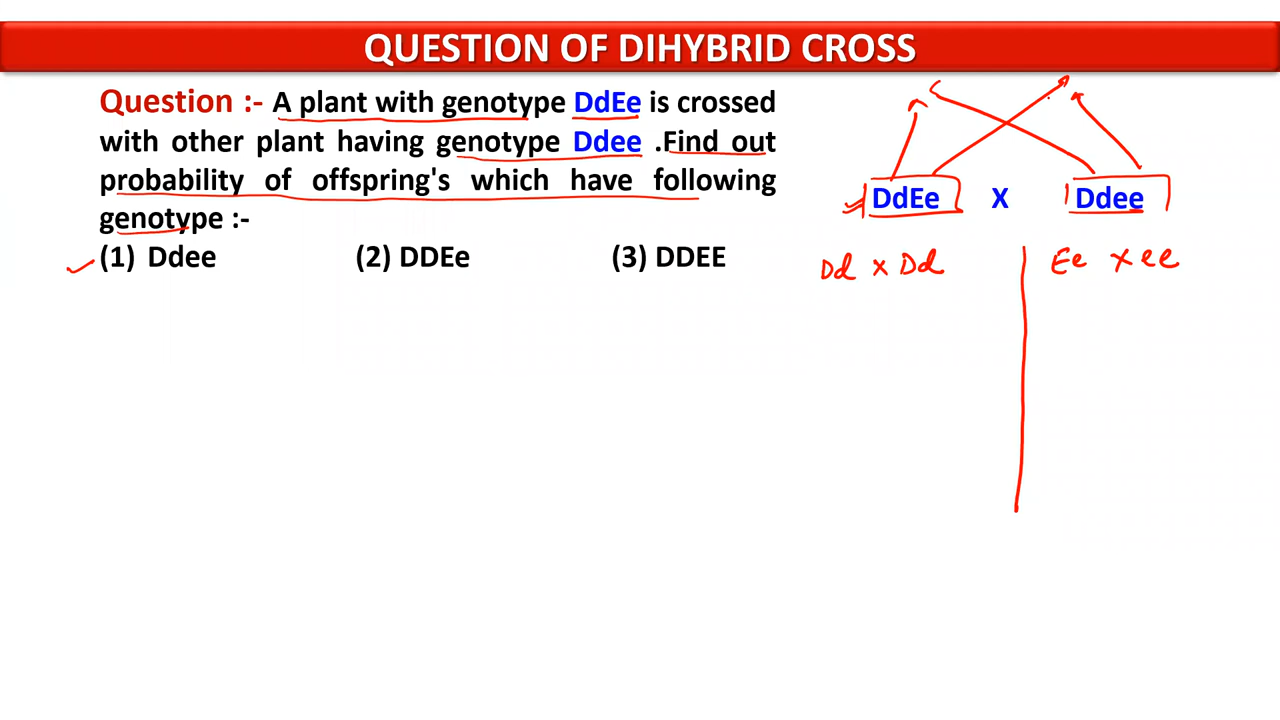 QUESTION OF DIHYBRID CROSS
Question :- A plant with genotype DdEe is crossed
with other plant having genotype Ddee .Find out
probability of offspring's which have following
genotype :-
(1) Ddee (2) DDEe (3) DDEE
DdEe X Ddee
Dd x Dd Ee x ee